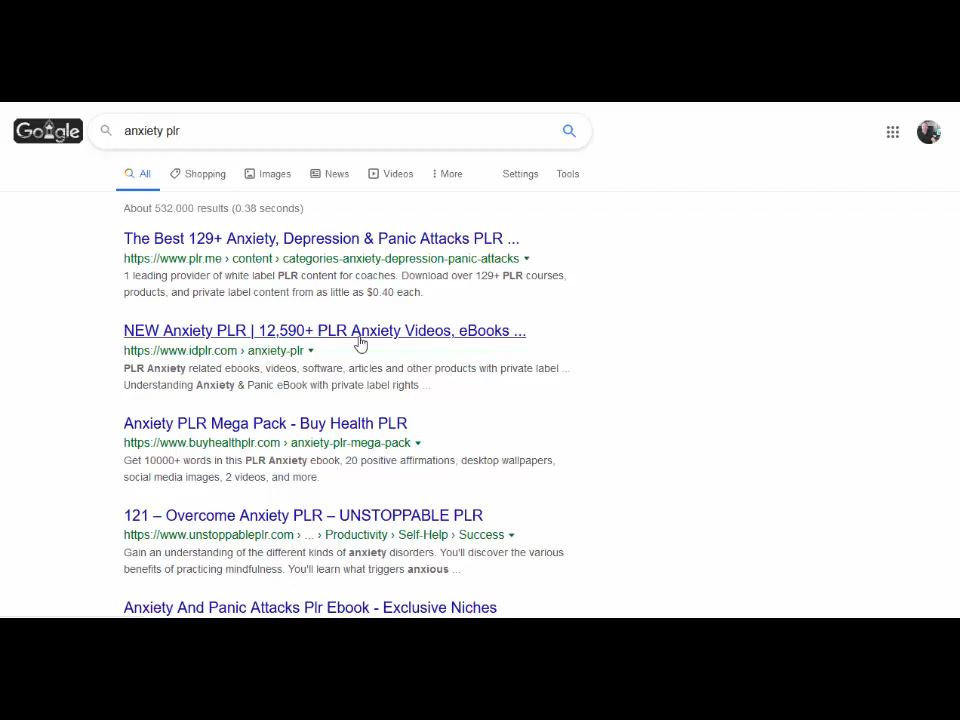 Google
anxiety plr
All Shopping Images News Videos More Settings Tools
About 532,000 results (0.38 seconds)
The Best 129+ Anxiety, Depression & Panic Attacks PLR ...
https://www.plr.me › content › categories-anxiety-depression-panic-attacks
1 leading provider of white label PLR content for coaches. Download over 129+ PLR courses,
products, and private label content from as little as $0.40 each.
NEW Anxiety PLR | 12,590+ PLR Anxiety Videos, eBooks ...
https://www.idplr.com › anxiety-plr
PLR Anxiety related ebooks, videos, software, articles and other products with private label ...
Understanding Anxiety & Panic eBook with private label rights ...
Anxiety PLR Mega Pack - Buy Health PLR
https://www.buyhealthplr.com › anxiety-plr-mega-pack
Get 10000+ words in this PLR Anxiety ebook, 20 positive affirmations, desktop wallpapers,
social media images, 2 videos, and more.
121 – Overcome Anxiety PLR – UNSTOPPABLE PLR
https://www.unstoppableplr.com › ... › Productivity › Self-Help › Success
Gain an understanding of the different kinds of anxiety disorders. You'll discover the various
benefits of practicing mindfulness. You'll learn what triggers anxious ...
Anxiety And Panic Attacks Plr Ebook - Exclusive Niches